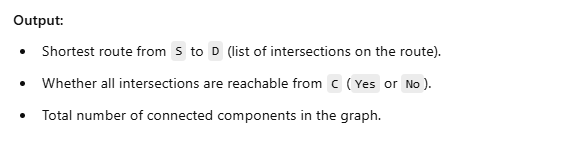 Output:
• Shortest route from S to D (list of intersections on the route).
• Whether all intersections are reachable from C ( Yes or No ).
• Total number of connected components in the graph.